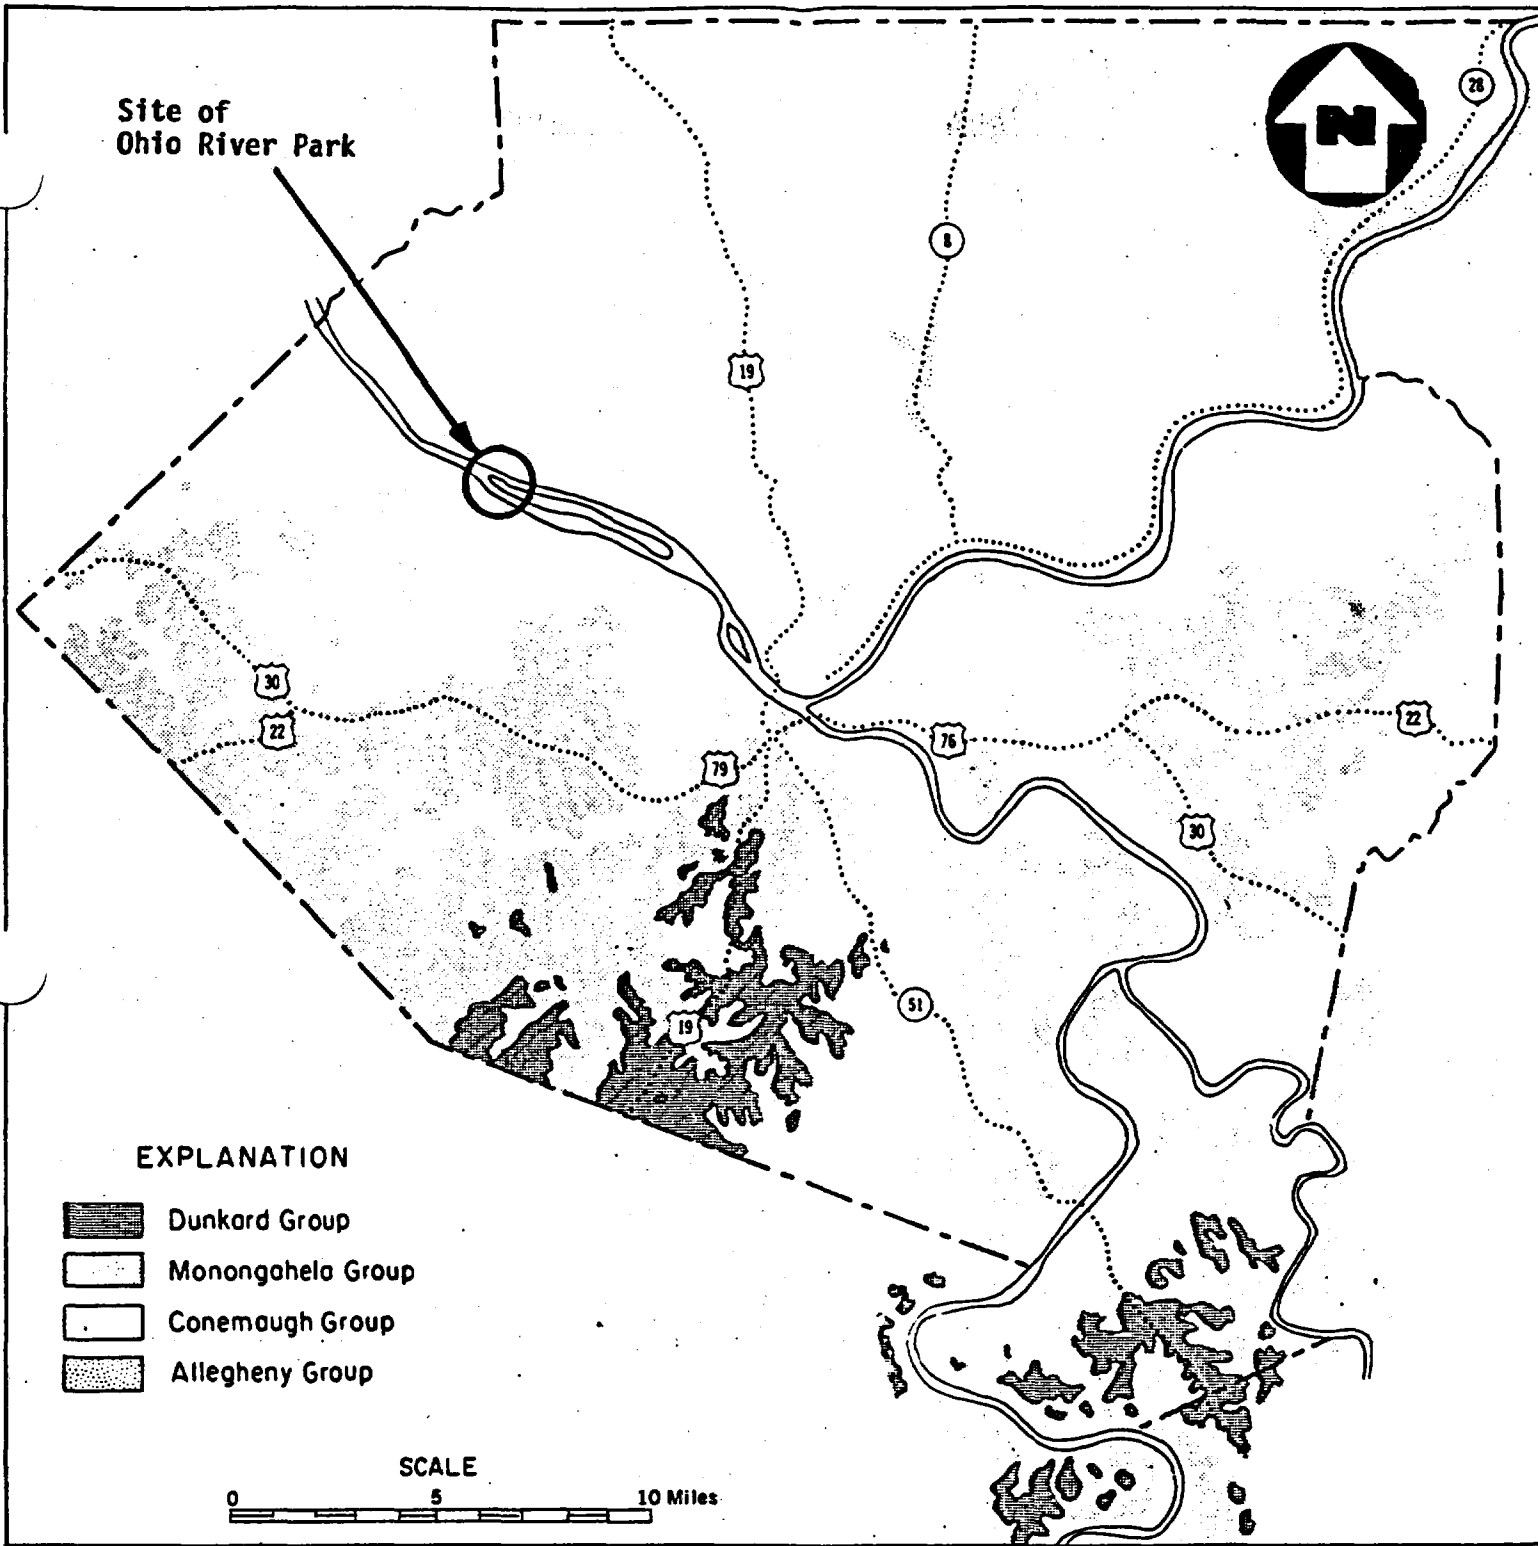 Site of
Ohio River Park
N
28
8
19
30
22
79
76
22
30
19
51
EXPLANATION
Dunkard Group
Monongahela Group
Conemaugh Group
Allegheny Group
SCALE
0 5 10 Miles